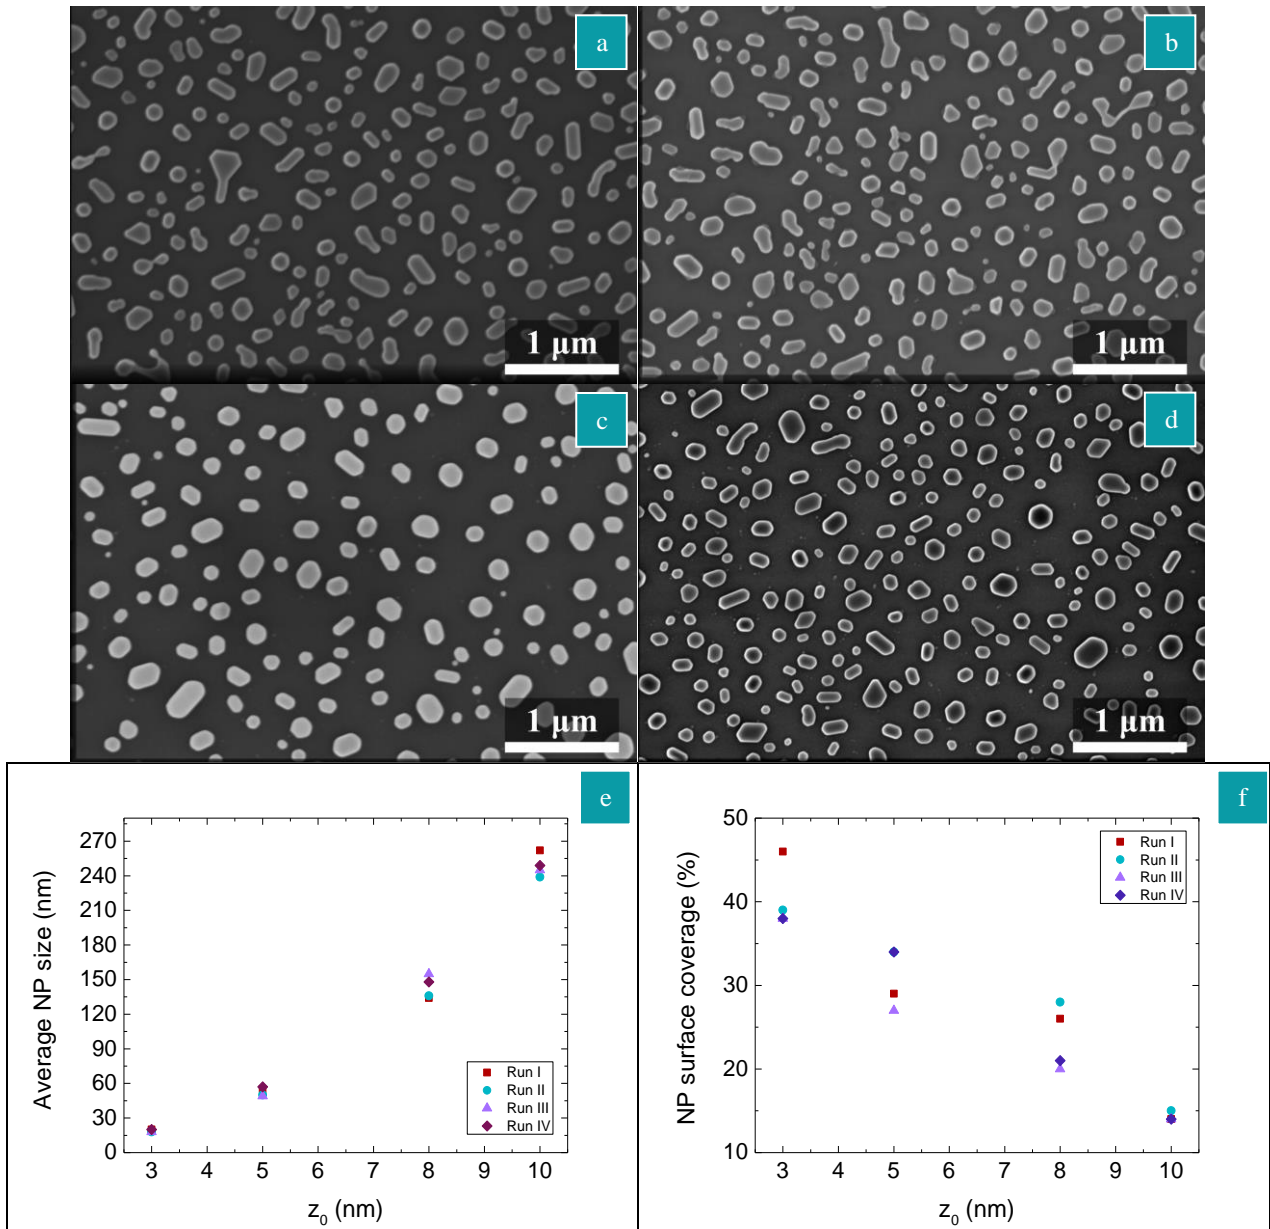 a
b
1 µm
1 µm
c
d
1 µm
1 µm
e
270
240
210
180
150
120
90
60
30
0
Average NP size (nm)
Run I
Run II
Run III
Run IV
3 4 5 6 7 8 9 10
z₀ (nm)
f
50
40
30
20
10
NP surface coverage (%)
Run I
Run II
Run III
Run IV
3 4 5 6 7 8 9 10
z₀ (nm)